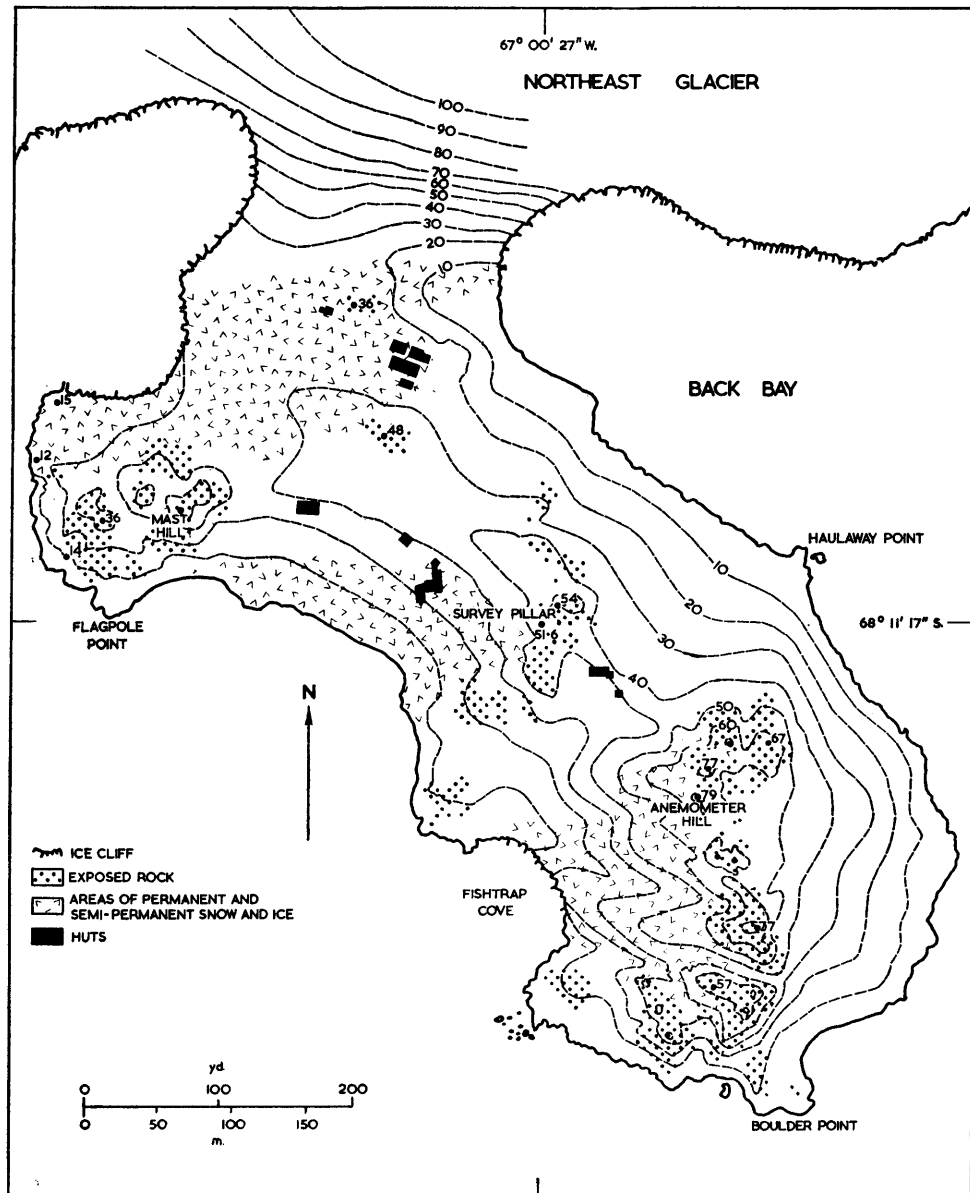 67° 00' 27" W.
NORTHEAST GLACIER
100
90
80
70
60
50
40
30
20
10
36
BACK BAY
15
48
12
36
MAST
HILL
14
HAULAWAY POINT
10
20
SURVEY PILLAR
54
51·6
FLAGPOLE
POINT
68° 11' 17" S.
30
40
N
50
60
67
77
79
ANEMOMETER
HILL
ICE CLIFF
EXPOSED ROCK
AREAS OF PERMANENT AND
SEMI-PERMANENT SNOW AND ICE
HUTS
FISHTRAP
COVE
57
yd.
0 100 200
0 50 100 150
m.
BOULDER POINT